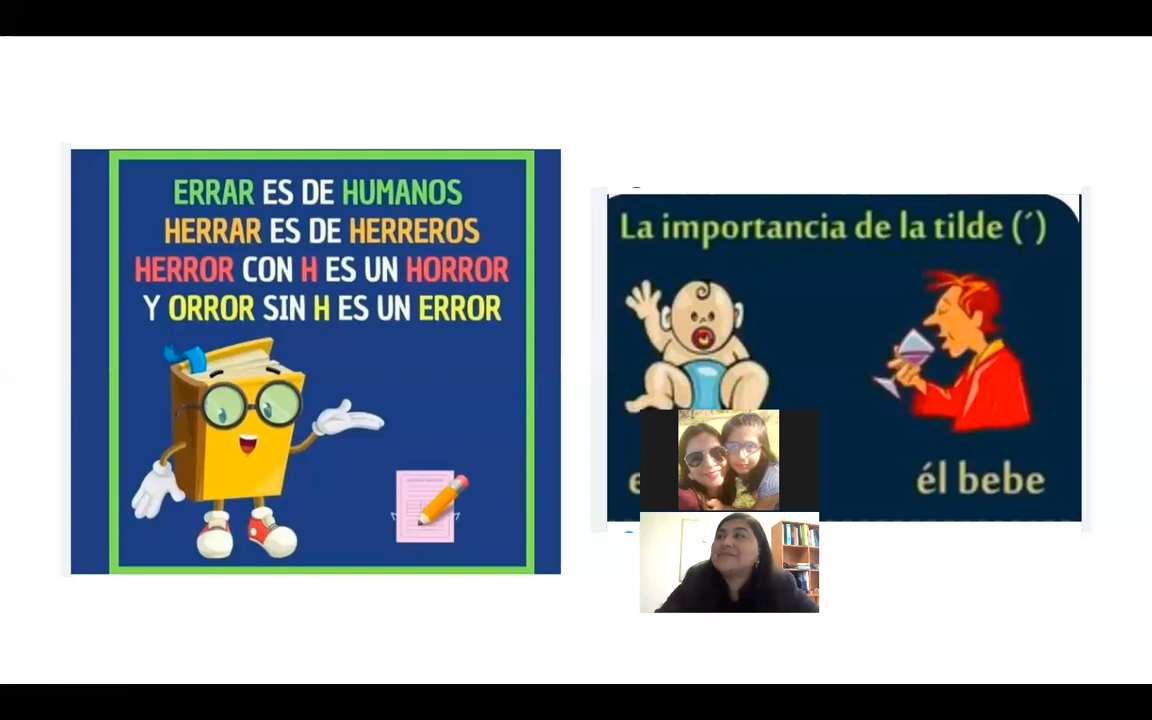 ERRAR ES DE HUMANOS
HERRAR ES DE HERREROS
HERROR CON H ES UN HORROR
Y ORROR SIN H ES UN ERROR
La importancia de la tilde (´)
él bebe